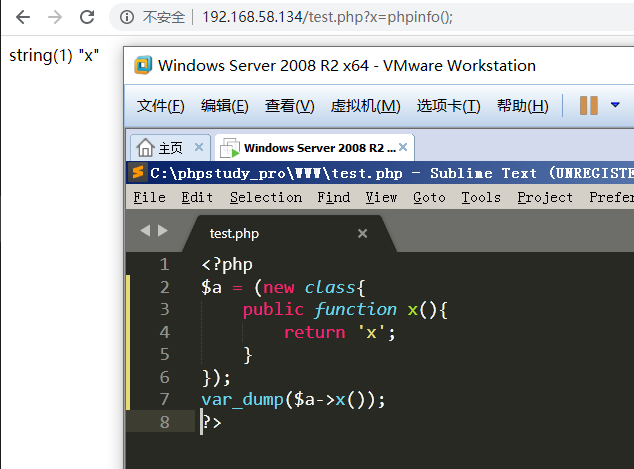 不安全 | 192.168.58.134/test.php?x=phpinfo();
string(1) "x"
Windows Server 2008 R2 x64 - VMware Workstation
文件(F) 编辑(E) 查看(V) 虚拟机(M) 选项卡(T) 帮助(H)
主页 × Windows Server 2008 R2 ... ×
C:\phpstudy_pro\WWW\test.php - Sublime Text (UNREGISTE
File Edit Selection Find View Goto Tools Project Prefer
test.php ×
1 <?php
2 $a = (new class{
3     public function x(){
4         return 'x';
5     }
6 });
7 var_dump($a->x());
8 ?>